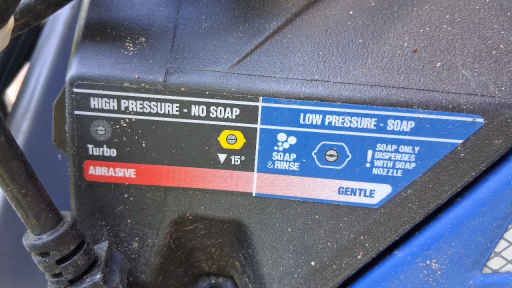 HIGH PRESSURE - NO SOAP
Turbo
15°
ABRASIVE
LOW PRESSURE - SOAP
SOAP
& RINSE
! SOAP ONLY
DISPENSES
WITH SOAP
NOZZLE
GENTLE